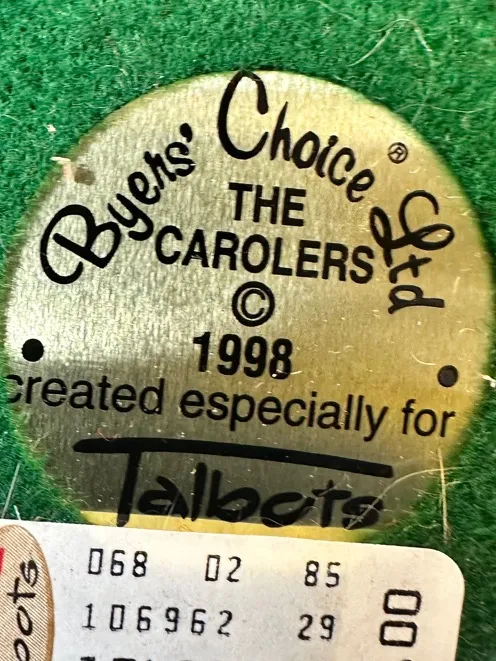 Byers' Choice® Ltd
THE
CAROLERS
©
1998
created especially for
Talbots
068 02 85
106962 29
00